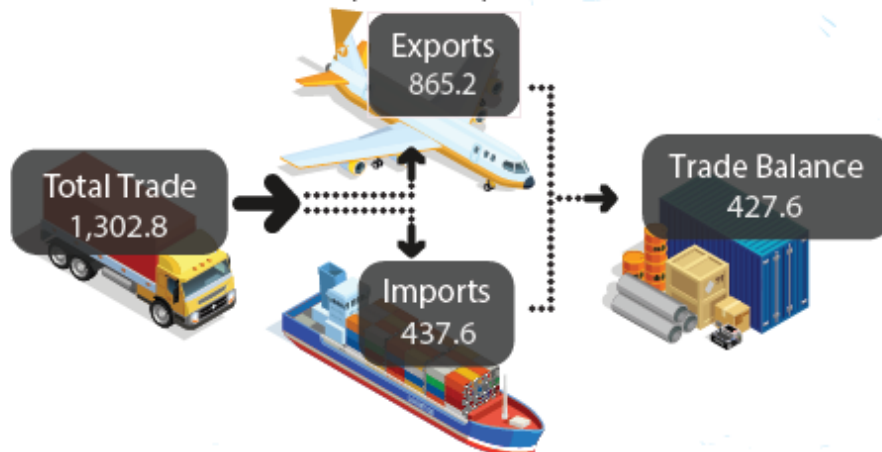 Exports
865.2
Total Trade
1,302.8
Trade Balance
427.6
Imports
437.6